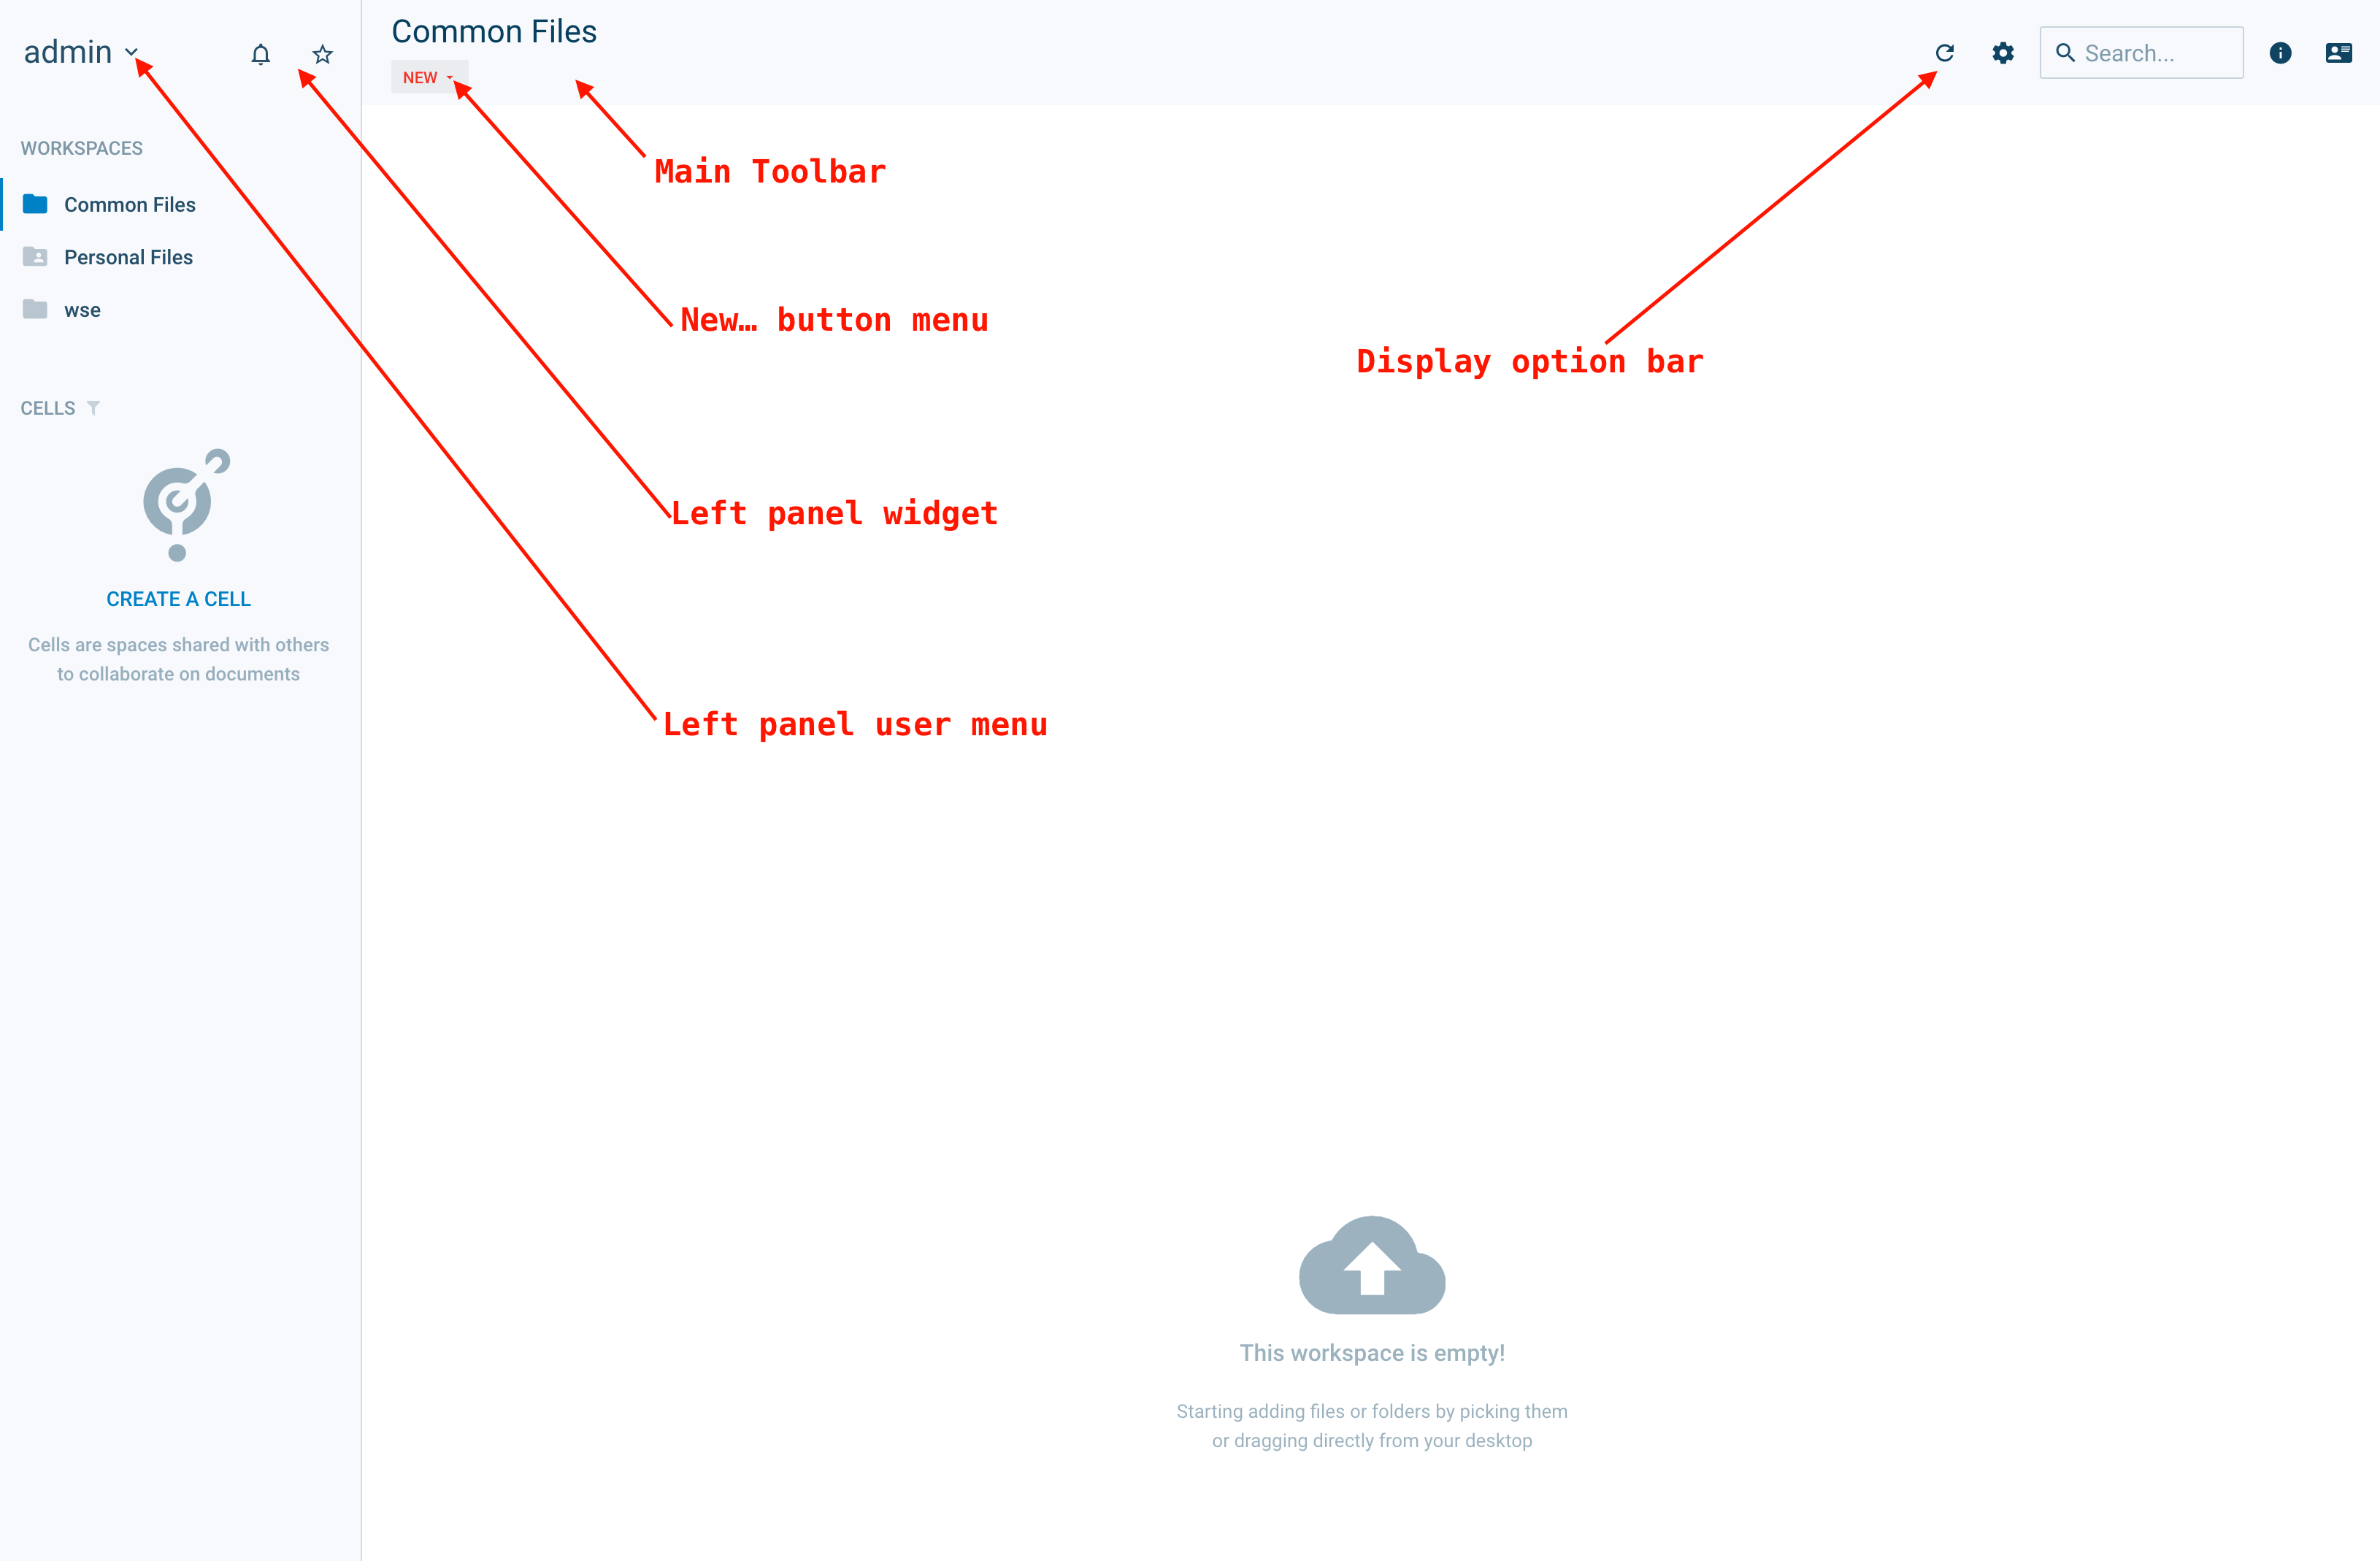 admin
WORKSPACES
Common Files
Personal Files
wse
CELLS
CREATE A CELL
Cells are spaces shared with others
to collaborate on documents
Common Files
NEW
Search...
Main Toolbar
New… button menu
Display option bar
Left panel widget
Left panel user menu
This workspace is empty!
Starting adding files or folders by picking them
or dragging directly from your desktop